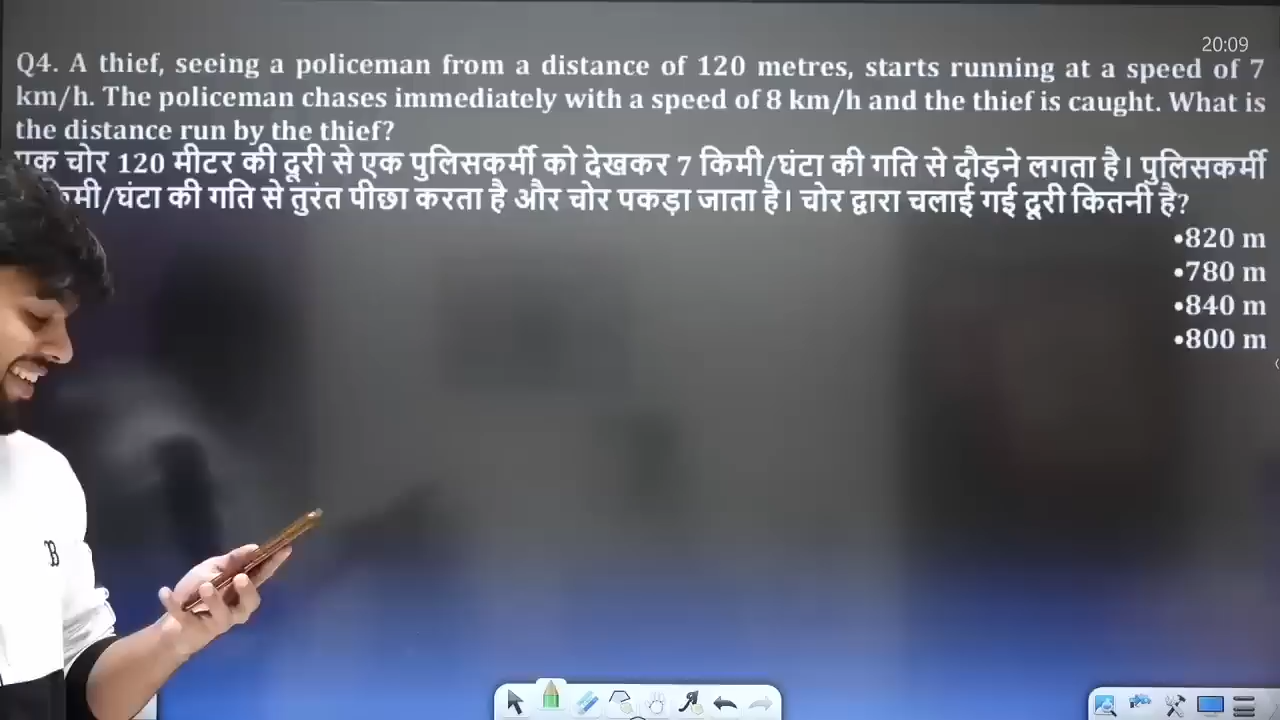 20:09
Q4. A thief, seeing a policeman from a distance of 120 metres, starts running at a speed of 7
km/h. The policeman chases immediately with a speed of 8 km/h and the thief is caught. What is
the distance run by the thief?
एक चोर 120 मीटर की दूरी से एक पुलिसकर्मी को देखकर 7 किमी/घंटा की गति से दौड़ने लगता है। पुलिसकर्मी
किमी/घंटा की गति से तुरंत पीछा करता है और चोर पकड़ा जाता है। चोर द्वारा चलाई गई दूरी कितनी है?
•820 m
•780 m
•840 m
•800 m
B